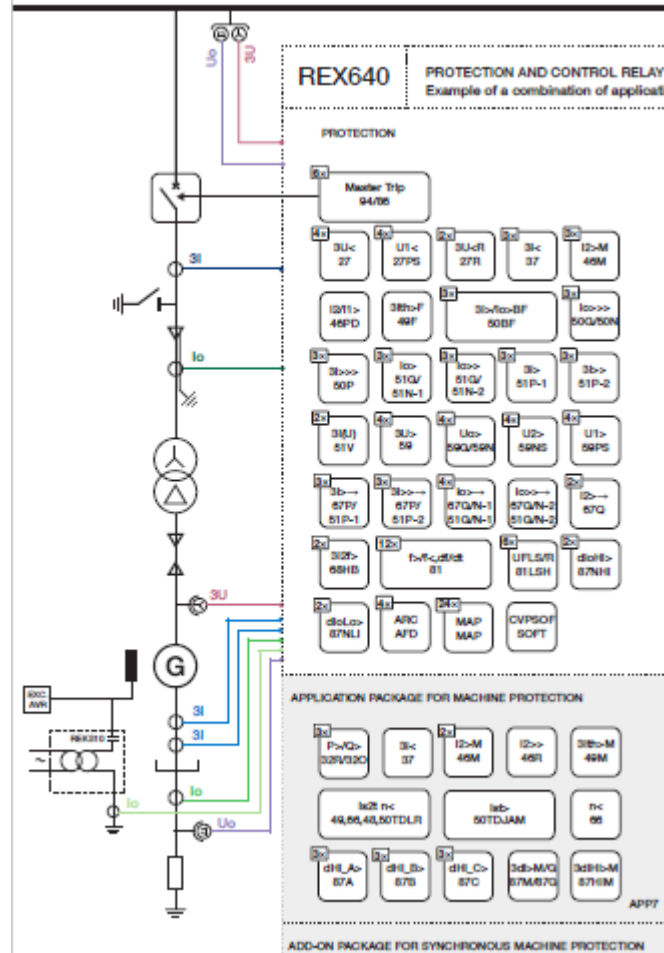 Uo
3U
REX640
PROTECTION AND CONTROL RELAY
Example of a combination of applicati
PROTECTION
6×
Master Trip
94/86
4×
3U<
27
4×
U1<
27PS
2×
3U<R
27R
3×
3I<
37
3×
I2>M
46M
3I
I2/I1>
46PD
3Ith>F
49F
3×
3I>/Io>BF
50BF
3×
Io>>>
50G/50N
Io
3×
3I>>>
50P
3×
Io>
51G/
51N-1
3×
Io>>
51G/
51N-2
3×
3I>
51P-1
3×
3I>>
51P-2
2×
3I(U)
51V
4×
3U>
59
4×
Uo>
59G/59N
4×
U2>
59NS
4×
U1>
59PS
3×
3I>→
67P/
51P-1
3×
3I>>→
67P/
51P-2
4×
Io>→
67G/N-1
51G/N-1
Io>>→
67G/N-2
51G/N-2
2×
I2>→
67Q
2×
3I2f>
68HB
12×
f>/f<,df/dt
81
6×
UFLS/R
81LSH
2×
dIoHi>
87NHI
3U
2×
dIoLo>
87NLI
4×
ARC
AFD
34×
MAP
MAP
CVPSOF
SOFT
G
EXC
AVR
REK310
~
3I
3I
Io
Io
Uo
APPLICATION PACKAGE FOR MACHINE PROTECTION
3×
P>/Q>
32R/32O
3I<
37
2×
I2>M
46M
I2>>
46R
3Ith>M
49M
Is2t n<
49,66,48,50TDLR
Ist>
50TDJAM
n<
66
3×
dHI_A>
87A
3×
dHI_B>
87B
3×
dHI_C>
87C
3dI>M/G
87M/87G
3dIHi>M
87HIM
APP7
ADD-ON PACKAGE FOR SYNCHRONOUS MACHINE PROTECTION